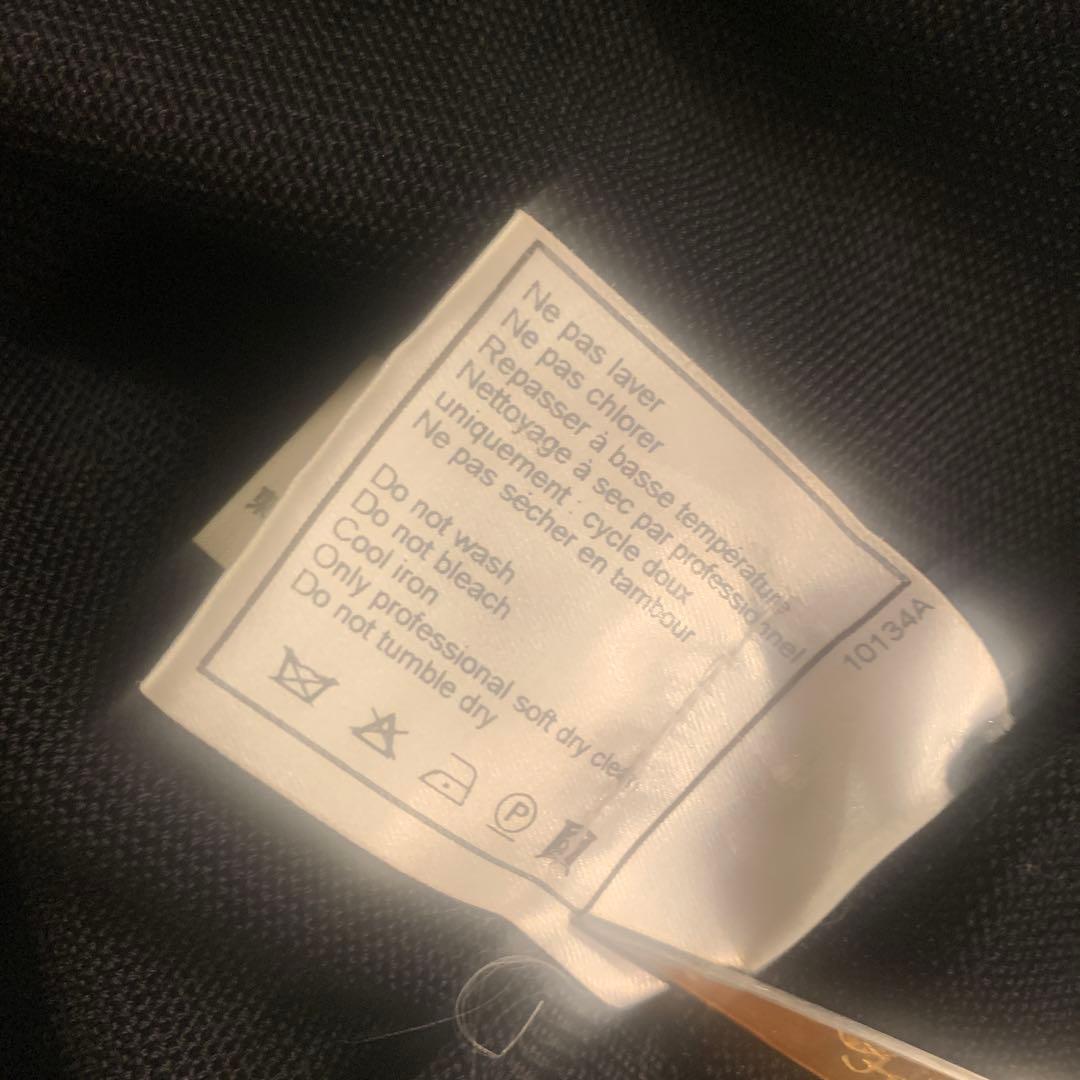 Ne pas laver
Ne pas chlorer
Repasser à basse température
Nettoyage à sec par professionnel
uniquement : cycle doux
Ne pas sécher en tambour
Do not wash
Do not bleach
Cool iron
Only professional soft dry
Do not tumble dry
P
10134A